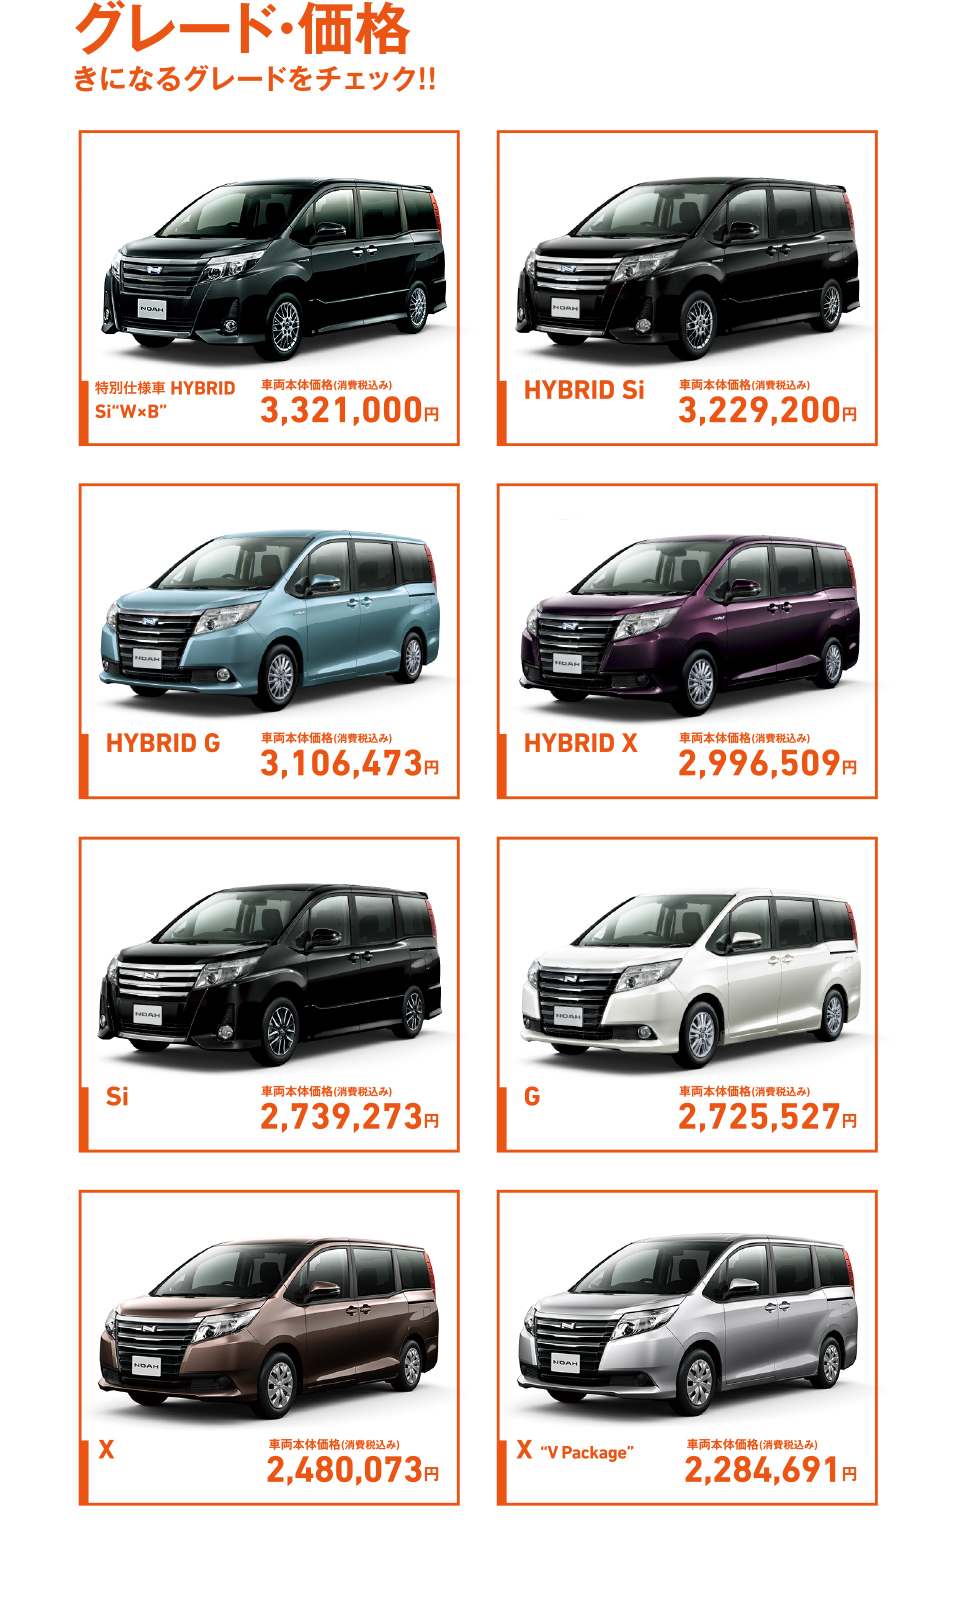 グレード・価格
きになるグレードをチェック!!
NOAH
特別仕様車 HYBRID
Si“W×B”
車両本体価格(消費税込み)
3,321,000円
NOAH
HYBRID Si
車両本体価格(消費税込み)
3,229,200円
NOAH
HYBRID G
車両本体価格(消費税込み)
3,106,473円
NOAH
HYBRID X
車両本体価格(消費税込み)
2,996,509円
NOAH
Si
車両本体価格(消費税込み)
2,739,273円
NOAH
G
車両本体価格(消費税込み)
2,725,527円
NOAH
X
車両本体価格(消費税込み)
2,480,073円
NOAH
X “V Package”
車両本体価格(消費税込み)
2,284,691円